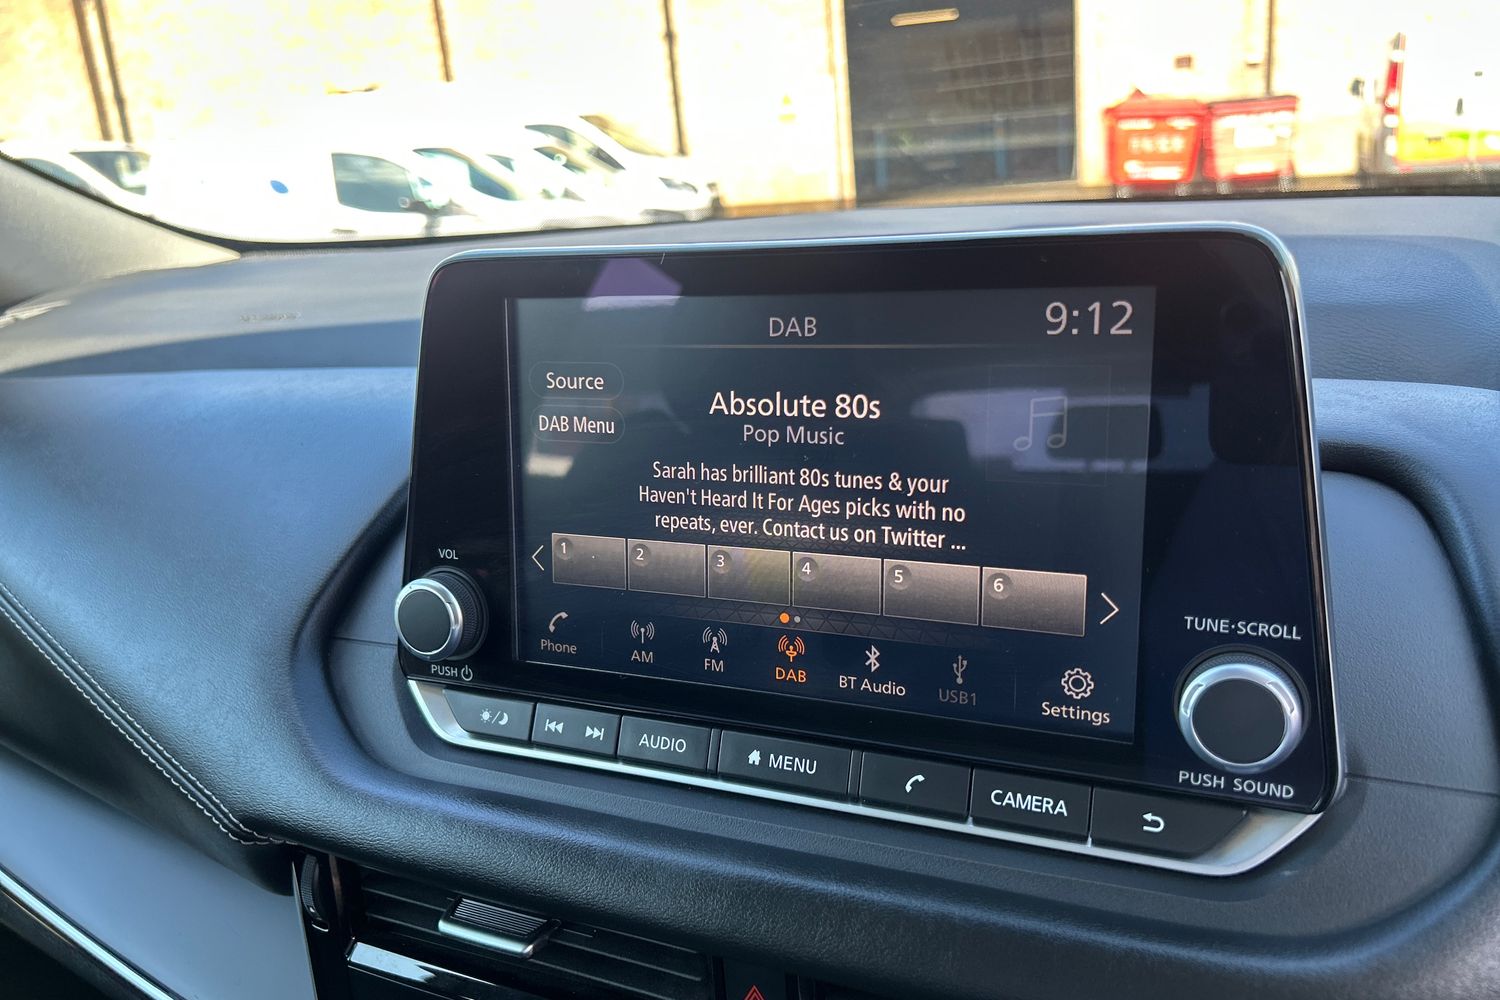 DAB
9:12
Source
DAB Menu
Absolute 80s
Pop Music
Sarah has brilliant 80s tunes & your
Haven't Heard It For Ages picks with no
repeats, ever. Contact us on Twitter ...
1
2
3
4
5
6
Phone
AM
FM
DAB
BT Audio
USB1
Settings
VOL
PUSH
TUNE·SCROLL
PUSH SOUND
AUDIO
MENU
CAMERA